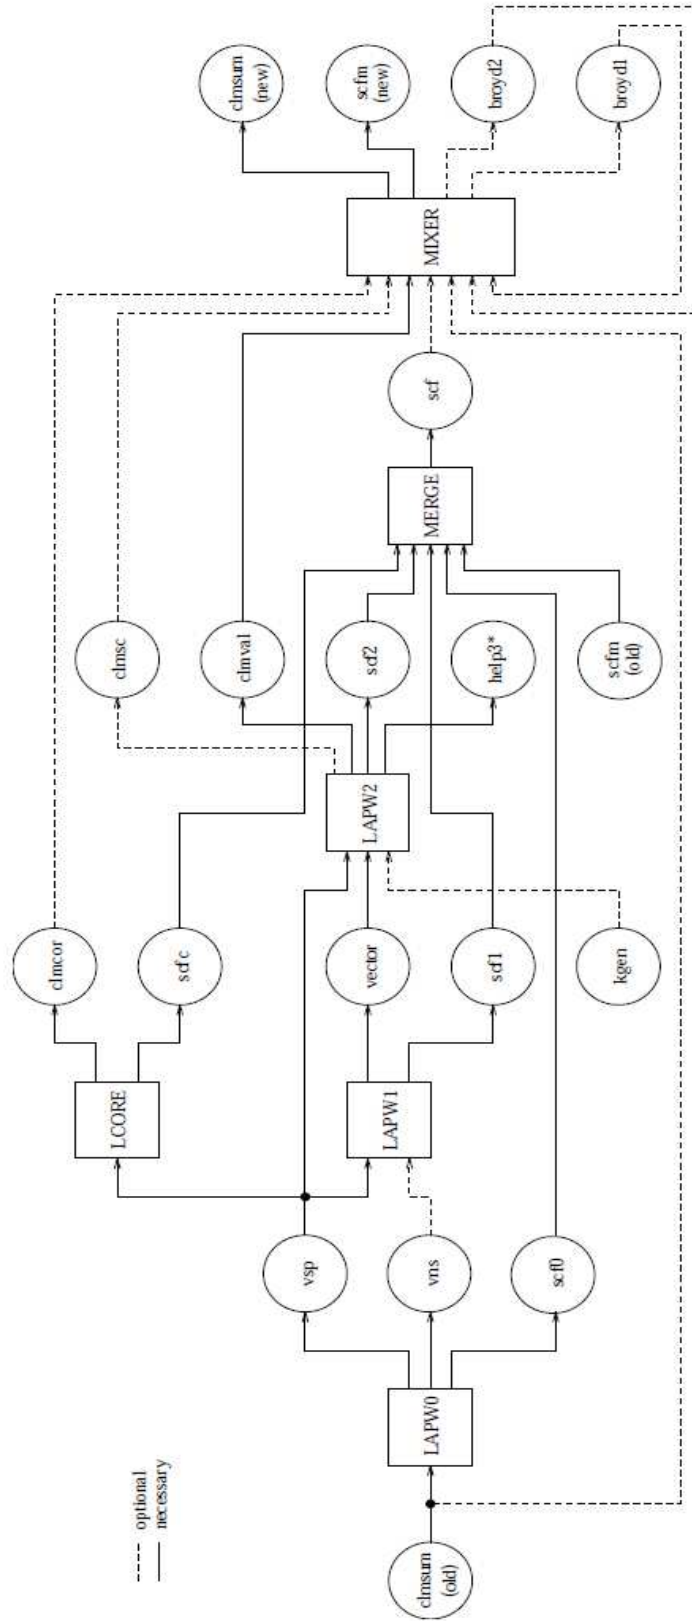 optional
necessary
clmsum
(old)
LAPW0
vsp
vns
scf0
LCORE
LAPW1
clmcor
scfc
vector
scf1
kgen
LAPW2
clmsc
clmval
scf2
help3*
scfm
(old)
MERGE
scf
MIXER
clmsum
(new)
scfm
(new)
broyd2
broyd1